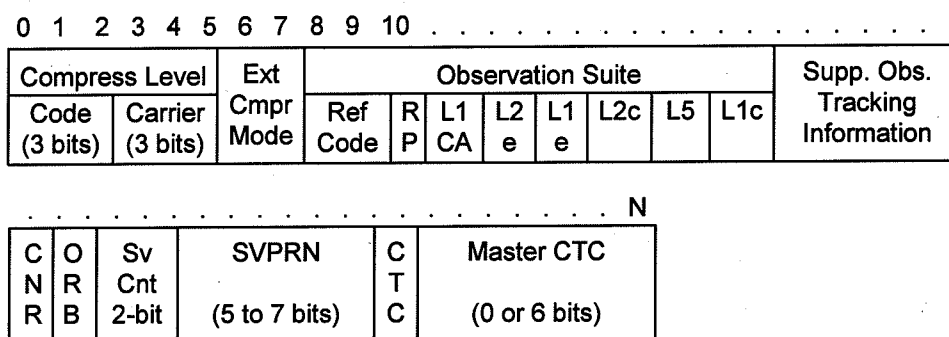 0 1 2 3 4 5 6 7 8 9 10 . . . . . . . . . . . . . . . . . . .
Compress Level
Code
(3 bits)
Carrier
(3 bits)
Ext
Cmpr
Mode
Observation Suite
Ref
Code
R
P
L1
CA
L2
e
L1
e
L2c
L5
L1c
Supp. Obs.
Tracking
Information
. . . . . . . . . . . . . . . . . . . . . N
C
N
R
O
R
B
Sv
Cnt
2-bit
SVPRN
(5 to 7 bits)
C
T
C
Master CTC
(0 or 6 bits)